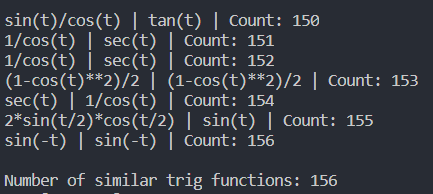 sin(t)/cos(t) | tan(t) | Count: 150
1/cos(t) | sec(t) | Count: 151
1/cos(t) | sec(t) | Count: 152
(1-cos(t)**2)/2 | (1-cos(t)**2)/2 | Count: 153
sec(t) | 1/cos(t) | Count: 154
2*sin(t/2)*cos(t/2) | sin(t) | Count: 155
sin(-t) | sin(-t) | Count: 156
Number of similar trig functions: 156